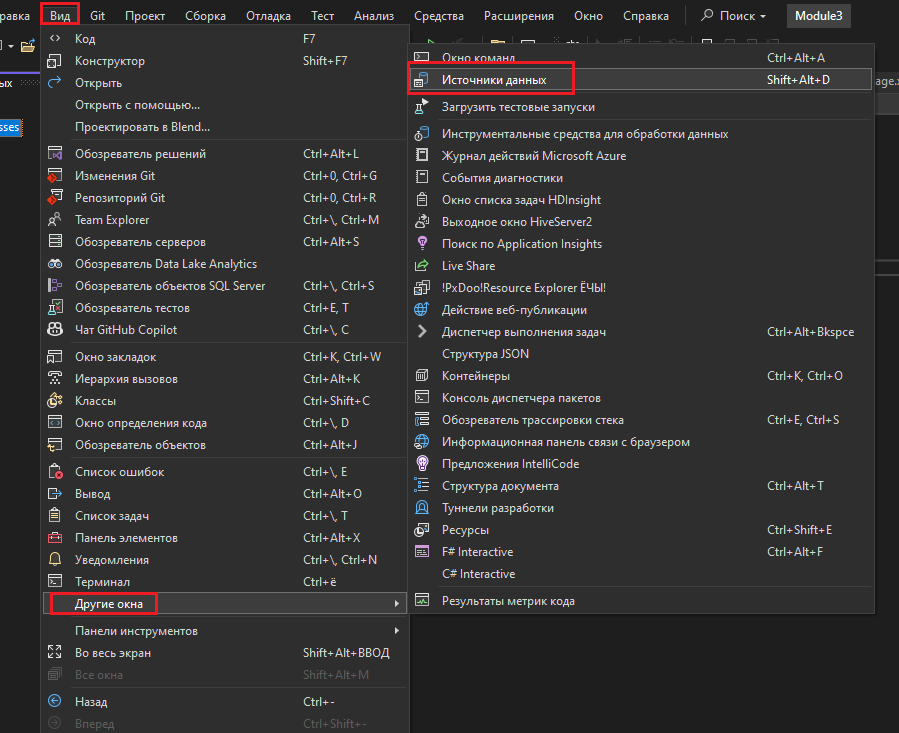 равка Вид Git Проект Сборка Отладка Тест Анализ Средства Расширения Окно Справка Поиск Module3
ых
sses
age.x
Код F7
Конструктор Shift+F7
Открыть
Открыть с помощью...
Проектировать в Blend...
Обозреватель решений Ctrl+Alt+L
Изменения Git Ctrl+0, Ctrl+G
Репозиторий Git Ctrl+0, Ctrl+R
Team Explorer Ctrl+\, Ctrl+M
Обозреватель серверов Ctrl+Alt+S
Обозреватель Data Lake Analytics
Обозреватель объектов SQL Server Ctrl+\, Ctrl+S
Обозреватель тестов Ctrl+E, T
Чат GitHub Copilot Ctrl+\, C
Окно закладок Ctrl+K, Ctrl+W
Иерархия вызовов Ctrl+Alt+K
Классы Ctrl+Shift+C
Окно определения кода Ctrl+\, D
Обозреватель объектов Ctrl+Alt+J
Список ошибок Ctrl+\, E
Вывод Ctrl+Alt+O
Список задач Ctrl+\, T
Панель элементов Ctrl+Alt+X
Уведомления Ctrl+\, Ctrl+N
Терминал Ctrl+ё
Другие окна
Панели инструментов
Во весь экран Shift+Alt+ВВОД
Все окна Shift+Alt+M
Назад Ctrl+-
Вперед Ctrl+Shift+-
Окно команд Ctrl+Alt+A
Источники данных Shift+Alt+D
Загрузить тестовые запуски
Инструментальные средства для обработки данных
Журнал действий Microsoft Azure
События диагностики
Окно списка задач HDInsight
Выходное окно HiveServer2
Поиск по Application Insights
Live Share
!PxDoo!Resource Explorer ЁЧЫ!
Действие веб-публикации
Диспетчер выполнения задач Ctrl+Alt+Bkspce
Структура JSON
Контейнеры Ctrl+K, Ctrl+O
Консоль диспетчера пакетов
Обозреватель трассировки стека Ctrl+E, Ctrl+S
Информационная панель связи с браузером
Предложения IntelliCode
Структура документа Ctrl+Alt+T
Туннели разработки
Ресурсы Ctrl+Shift+E
F# Interactive Ctrl+Alt+F
C# Interactive
Результаты метрик кода